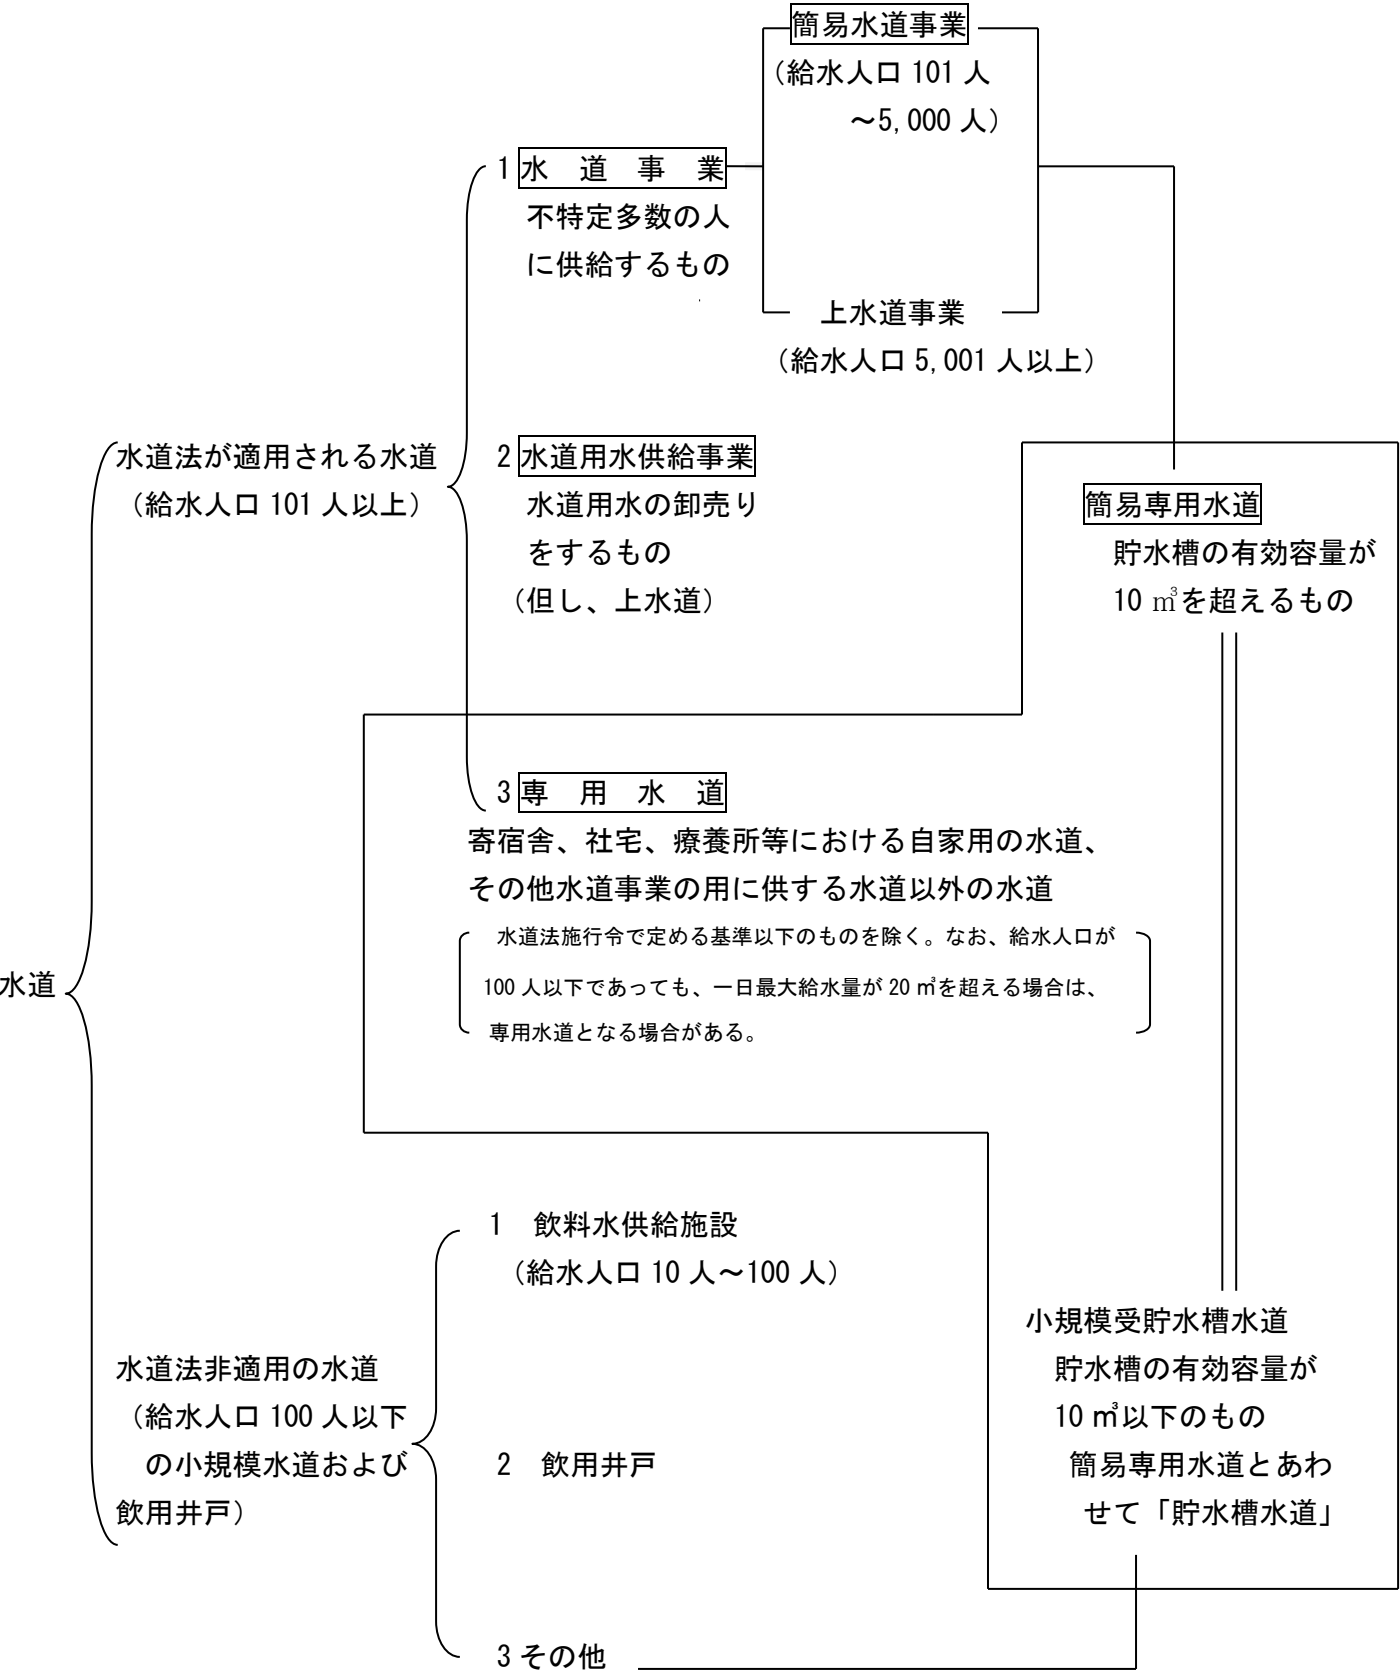 簡易水道事業
（給水人口 101 人
～5,000 人）
1 水　道　事　業
不特定多数の人
に供給するもの
上水道事業
（給水人口 5,001 人以上）
水道法が適用される水道
（給水人口 101 人以上）
2 水道用水供給事業
水道用水の卸売り
をするもの
（但し、上水道）
簡易専用水道
貯水槽の有効容量が
10 ㎥を超えるもの
3 専　用　水　道
寄宿舎、社宅、療養所等における自家用の水道、
その他水道事業の用に供する水道以外の水道
水道法施行令で定める基準以下のものを除く。なお、給水人口が
100 人以下であっても、一日最大給水量が 20 ㎥を超える場合は、
専用水道となる場合がある。
水道
1　飲料水供給施設
（給水人口 10 人～100 人）
水道法非適用の水道
（給水人口 100 人以下
の小規模水道および
飲用井戸）
2　飲用井戸
小規模受貯水槽水道
貯水槽の有効容量が
10 ㎥以下のもの
簡易専用水道とあわ
せて「貯水槽水道」
3 その他